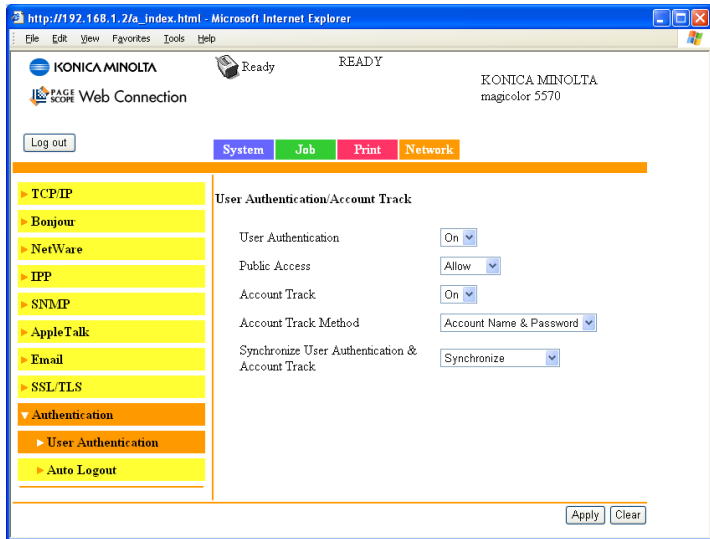 http://192.168.1.2/a_index.html - Microsoft Internet Explorer
File Edit View Favorites Tools Help
KONICA MINOLTA
Ready
READY
KONICA MINOLTA
magicolor 5570
PAGE SCOPE Web Connection
Log out
System Job Print Network
TCP/IP
Bonjour
NetWare
IPP
SNMP
AppleTalk
Email
SSL/TLS
Authentication
User Authentication
Auto Logout
User Authentication/Account Track
User Authentication On
Public Access Allow
Account Track On
Account Track Method Account Name & Password
Synchronize User Authentication & Synchronize
Account Track
Apply Clear